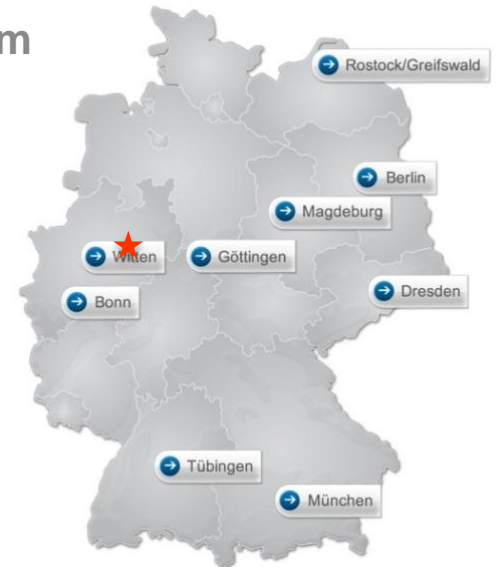 m
Rostock/Greifswald
Berlin
Magdeburg
Witten
Göttingen
Dresden
Bonn
Tübingen
München